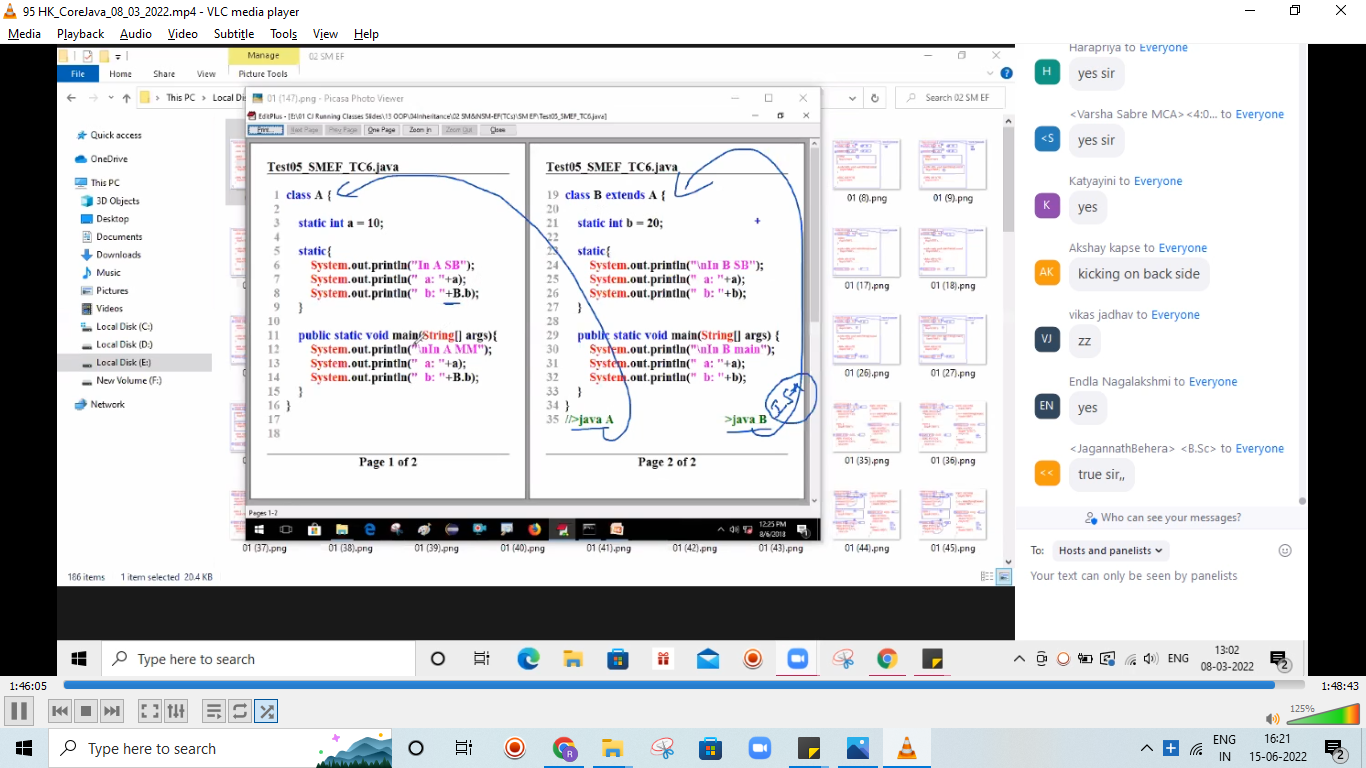 95 HK_CoreJava_08_03_2022.mp4 - VLC media player
Media Playback Audio Video Subtitle Tools View Help
Manage 02 SM EF
File Home Share View Picture Tools
This PC Local Di
Search 02 SM EF
Quick access
OneDrive
This PC
3D Objects
Desktop
Documents
Downloads
Music
Pictures
Videos
Local Disk (C:)
Local Disk (D:)
Local Disk (E:)
New Volume (F:)
Network
01 (147).png - Picasa Photo Viewer
EditPlus - [E:\01 CJ Running Classes Slides\13 OOP\04Inheritance\02 SM&NSM-EF(TCs)\SM EF\Test05_SMEF_TC6.java]
Print... Next Page Prev Page One Page Zoom In Zoom Out Close
Test05_SMEF_TC6.java
1 class A {
2
3 static int a = 10;
4
5 static{
6 System.out.println("In A SB");
7 System.out.println(" a: "+a);
8 System.out.println(" b: "+B.b);
9 }
10
11 public static void main(String[] args){
12 System.out.println("\nIn A MM");
13 System.out.println(" a: "+a);
14 System.out.println(" b: "+B.b);
15 }
16 }
17
18
Page 1 of 2
Test05_SMEF_TC6.java
19 class B extends A {
20
21 static int b = 20;
22
23 static{
24 System.out.println("\nIn B SB");
25 System.out.println(" a: "+a);
26 System.out.println(" b: "+b);
27 }
28
29 public static void main(String[] args) {
30 System.out.println("\nIn B main");
31 System.out.println(" a: "+a);
32 System.out.println(" b: "+b);
33 }
34 }
35 //>java A >java B
Page 2 of 2
Pages 1-2
12:25 PM
8/6/2018
01 (8).png 01 (9).png
01 (17).png 01 (18).png
01 (26).png 01 (27).png
01 (35).png 01 (36).png
01 (37).png 01 (38).png 01 (39).png 01 (40).png 01 (41).png 01 (42).png 01 (43).png 01 (44).png 01 (45).png
186 items 1 item selected 20.4 KB
Harapriya to Everyone
H yes sir
<Varsha Sabre MCA> <4:0... to Everyone
<S yes sir
Katyayini to Everyone
K yes
Akshay kapse to Everyone
AK kicking on back side
vikas jadhav to Everyone
VJ zz
Endla Nagalakshmi to Everyone
EN yes
<JagannathBehera> <B.Sc> to Everyone
<< true sir,,
Who can see your messages?
To: Hosts and panelists
Your text can only be seen by panelists
Type here to search
ENG
13:02
08-03-2022
2
1:46:05 1:48:43
125%
Type here to search
ENG
IN
16:21
15-06-2022
2